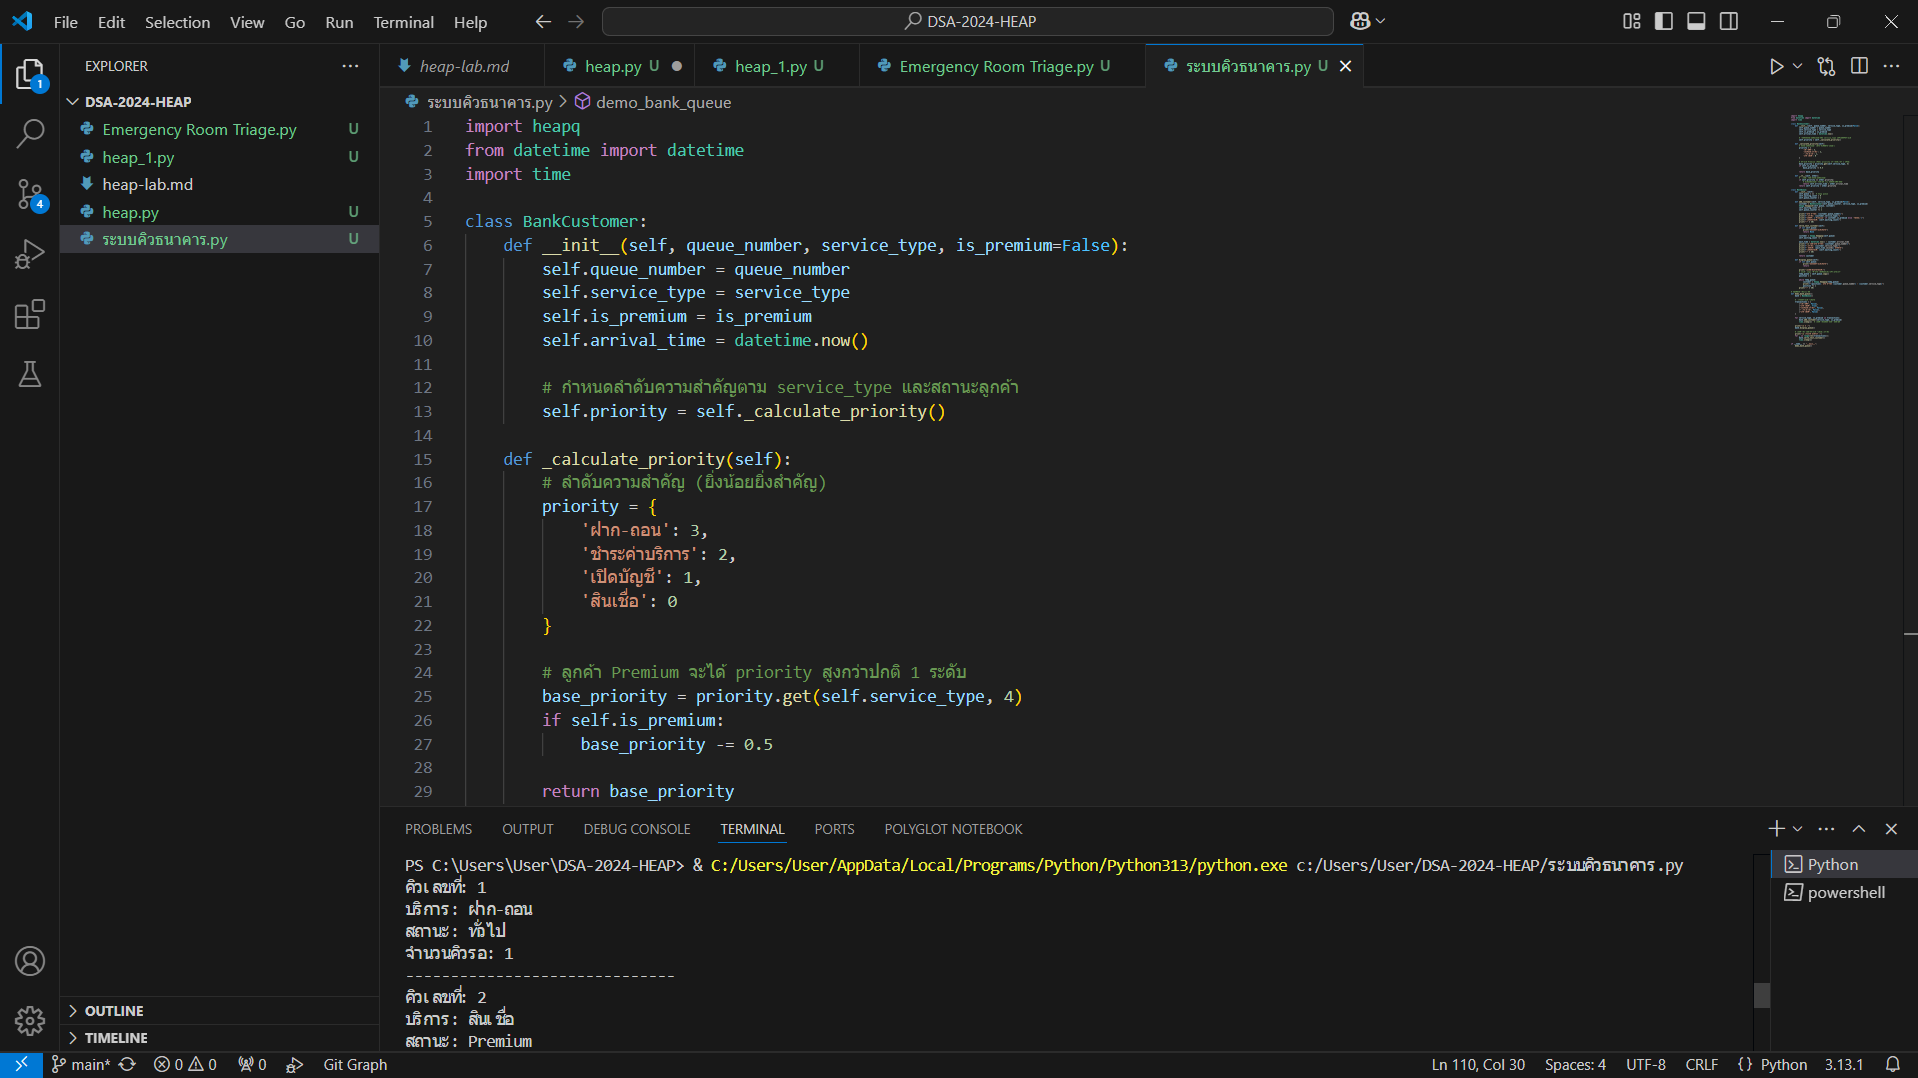 File Edit Selection View Go Run Terminal Help
DSA-2024-HEAP
EXPLORER
DSA-2024-HEAP
Emergency Room Triage.py U
heap_1.py U
heap-lab.md
heap.py U
ระบบคิวธนาคาร.py U
OUTLINE
TIMELINE
heap-lab.md
heap.py U
heap_1.py U
Emergency Room Triage.py U
ระบบคิวธนาคาร.py U
ระบบคิวธนาคาร.py > demo_bank_queue
1 import heapq
2 from datetime import datetime
3 import time
4
5 class BankCustomer:
6 def __init__(self, queue_number, service_type, is_premium=False):
7 self.queue_number = queue_number
8 self.service_type = service_type
9 self.is_premium = is_premium
10 self.arrival_time = datetime.now()
11
12 # กำหนดลำดับความสำคัญตาม service_type และสถานะลูกค้า
13 self.priority = self._calculate_priority()
14
15 def _calculate_priority(self):
16 # ลำดับความสำคัญ (ยิ่งน้อยยิ่งสำคัญ)
17 priority = {
18 'ฝาก-ถอน': 3,
19 'ชำระค่าบริการ': 2,
20 'เปิดบัญชี': 1,
21 'สินเชื่อ': 0
22 }
23
24 # ลูกค้า Premium จะได้ priority สูงกว่าปกติ 1 ระดับ
25 base_priority = priority.get(self.service_type, 4)
26 if self.is_premium:
27 base_priority -= 0.5
28
29 return base_priority
PROBLEMS OUTPUT DEBUG CONSOLE TERMINAL PORTS POLYGLOT NOTEBOOK
PS C:\Users\User\DSA-2024-HEAP> & C:/Users/User/AppData/Local/Programs/Python/Python313/python.exe c:/Users/User/DSA-2024-HEAP/ระบบคิวธนาคาร.py
คิวเลขที่: 1
บริการ: ฝาก-ถอน
สถานะ: ทั่วไป
จำนวนคิวรอ: 1
------------------------------
คิวเลขที่: 2
บริการ: สินเชื่อ
สถานะ: Premium
Python
powershell
1
4
main* 0 0 0 Git Graph
Ln 110, Col 30 Spaces: 4 UTF-8 CRLF {} Python 3.13.1